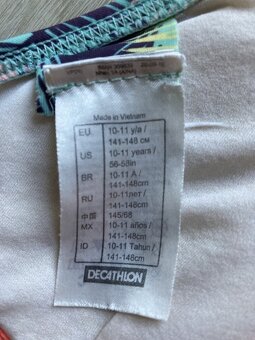 Made in Vietnam
EU 10-11 y/a /
141-148 CM
US 10-11 years /
56-58in
BR 10-11 A /
141-148cm
RU 10-11лет /
141-148cm
中国 145/68
MX 10-11 años /
141-148cm
ID 10-11 Tahun /
141-148cm
DECATHLON